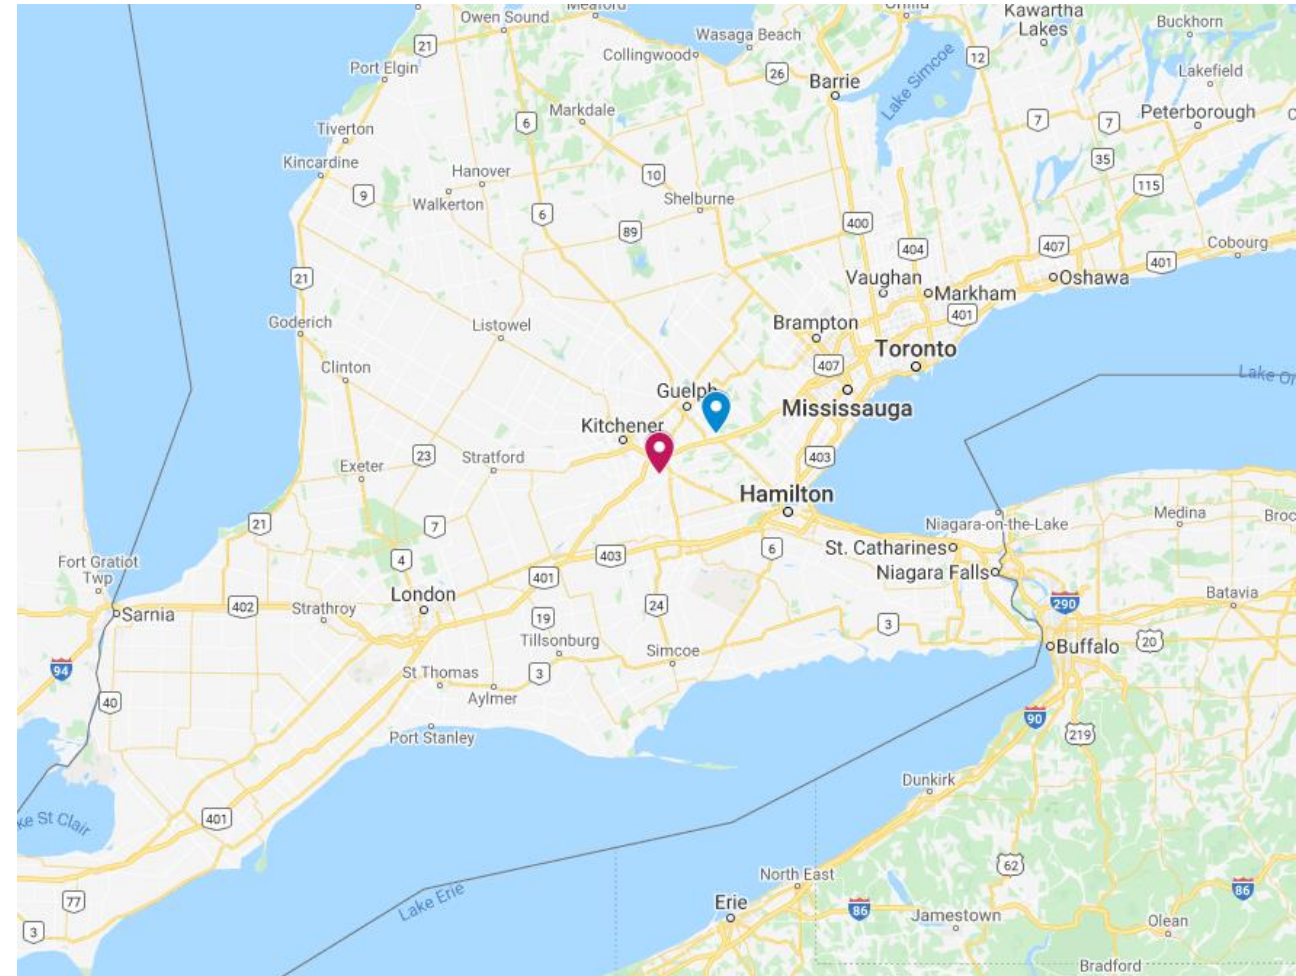 Owen Sound
Meaford
Orillia
Kawartha
Lakes
Buckhorn
Wasaga Beach
21
Collingwood
12
Port Elgin
26
Barrie
Lake Simcoe
Lakefield
Markdale
6
Peterborough
7
7
Tiverton
Kincardine
Hanover
10
35
9
Walkerton
Shelburne
115
6
89
400
404
407
Cobourg
401
21
Vaughan
Markham
Oshawa
Goderich
Listowel
Brampton
401
Toronto
Clinton
407
Guelph
Mississauga
Kitchener
Exeter
23
Stratford
403
Hamilton
21
7
Niagara-on-the-Lake
Medina
4
403
6
St. Catharines
Fort Gratiot
Twp
401
Niagara Falls
Batavia
Sarnia
402
Strathroy
London
19
24
290
3
20
Tillsonburg
Simcoe
Buffalo
94
St Thomas
3
40
Aylmer
90
Port Stanley
219
Dunkirk
401
62
North East
77
Lake Erie
Erie
86
86
3
Jamestown
Olean
Bradford